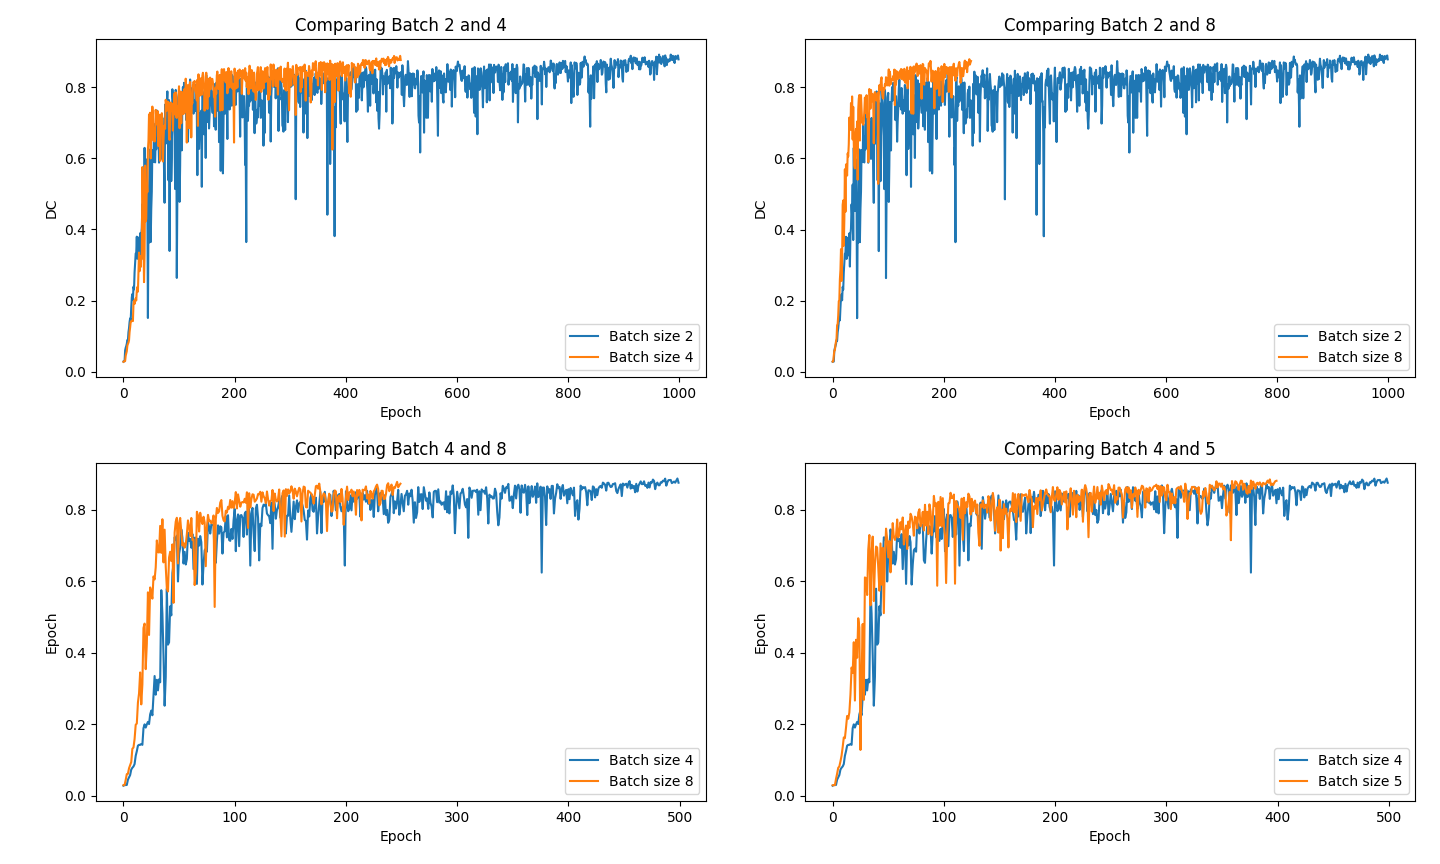 Comparing Batch 2 and 4
DC
0.8
0.6
0.4
0.2
0.0
0 200 400 600 800 1000
Epoch
Batch size 2
Batch size 4
Comparing Batch 2 and 8
DC
0.8
0.6
0.4
0.2
0.0
0 200 400 600 800 1000
Epoch
Batch size 2
Batch size 8
Comparing Batch 4 and 8
Epoch
0.8
0.6
0.4
0.2
0.0
0 100 200 300 400 500
Epoch
Batch size 4
Batch size 8
Comparing Batch 4 and 5
Epoch
0.8
0.6
0.4
0.2
0.0
0 100 200 300 400 500
Epoch
Batch size 4
Batch size 5